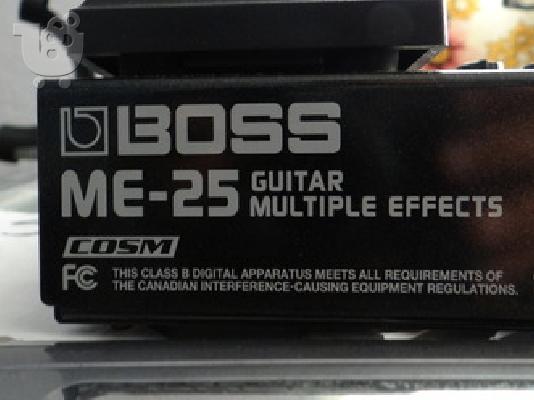 BOSS
ME-25 GUITAR
MULTIPLE EFFECTS
COSM
FC THIS CLASS B DIGITAL APPARATUS MEETS ALL REQUIREMENTS OF
THE CANADIAN INTERFERENCE-CAUSING EQUIPMENT REGULATIONS.